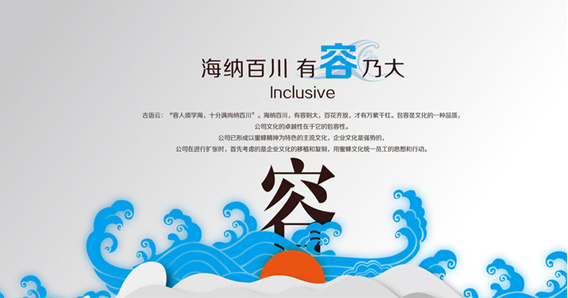 海纳百川 有容乃大
Inclusive
古语云：“容人须学海，十分满尚纳百川”。海纳百川，有容则大，百花齐放，才有万紫千红。包容是文化的一种品质，
公司文化的卓越性在于它的包容性。
公司已形成以蜜蜂精神为特色的主流文化，企业文化是强势的，
公司在进行扩张时，首先考虑的是企业文化的移植和复制，用蜜蜂文化统一员工的思想和行动。
容